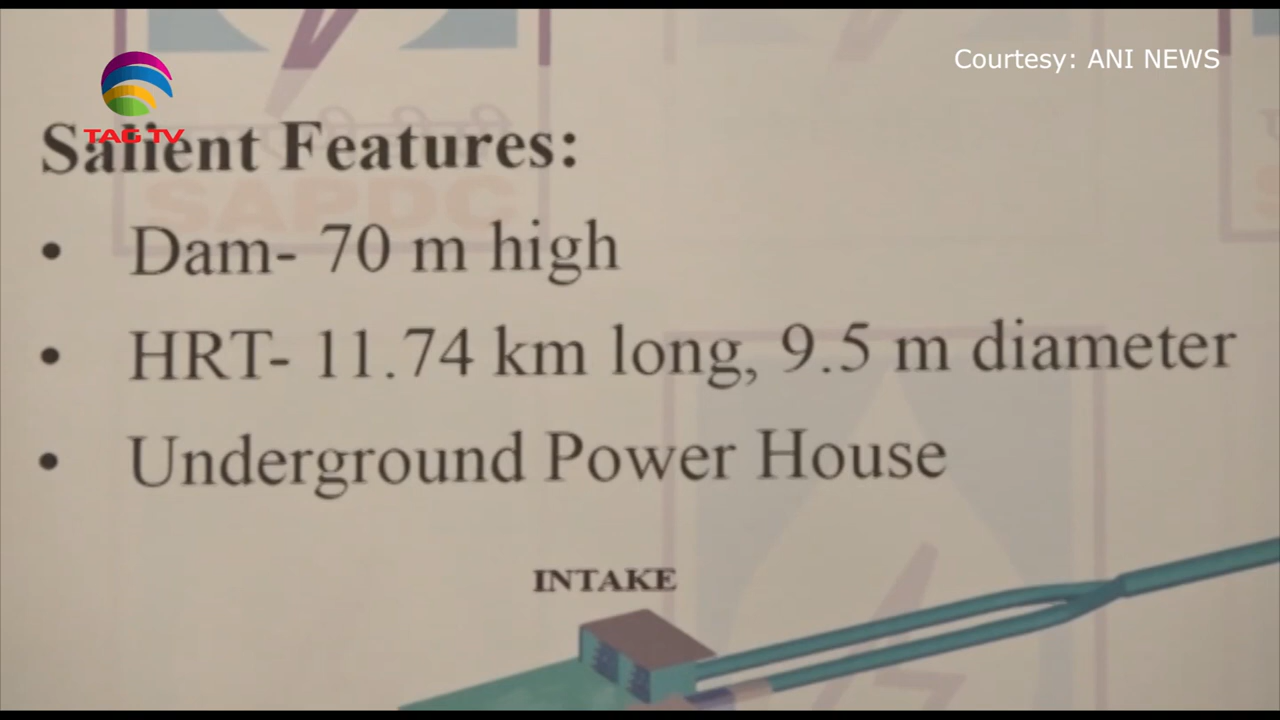 TAG TV
Courtesy: ANI NEWS
Salient Features:
SAPDC
• Dam- 70 m high
• HRT- 11.74 km long, 9.5 m diameter
• Underground Power House
INTAKE